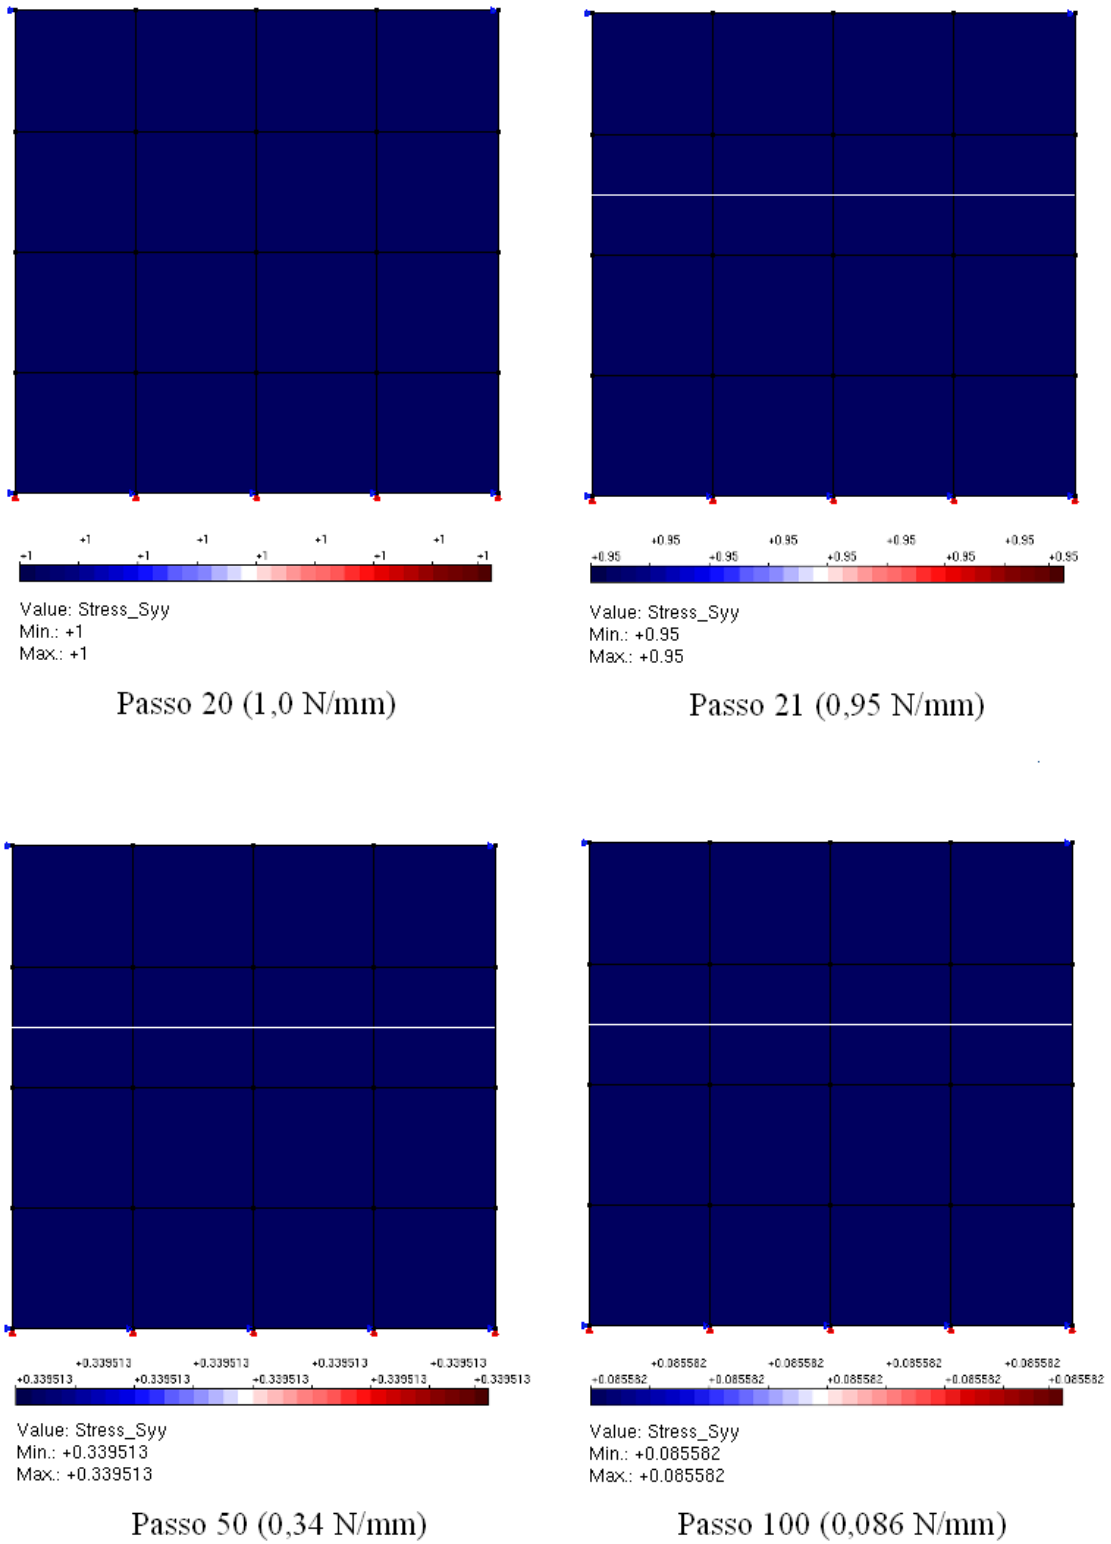 +1 +1 +1 +1
+1 +1 +1 +1 +1
Value: Stress_Syy
Min.: +1
Max.: +1
Passo 20 (1,0 N/mm)
+0.95 +0.95 +0.95 +0.95
+0.95 +0.95 +0.95 +0.95 +0.95
Value: Stress_Syy
Min.: +0.95
Max.: +0.95
Passo 21 (0,95 N/mm)
+0.339513 +0.339513 +0.339513 +0.339513
+0.339513 +0.339513 +0.339513 +0.339513 +0.339513
Value: Stress_Syy
Min.: +0.339513
Max.: +0.339513
Passo 50 (0,34 N/mm)
+0.085582 +0.085582 +0.085582 +0.085582
+0.085582 +0.085582 +0.085582 +0.085582 +0.085582
Value: Stress_Syy
Min.: +0.085582
Max.: +0.085582
Passo 100 (0,086 N/mm)